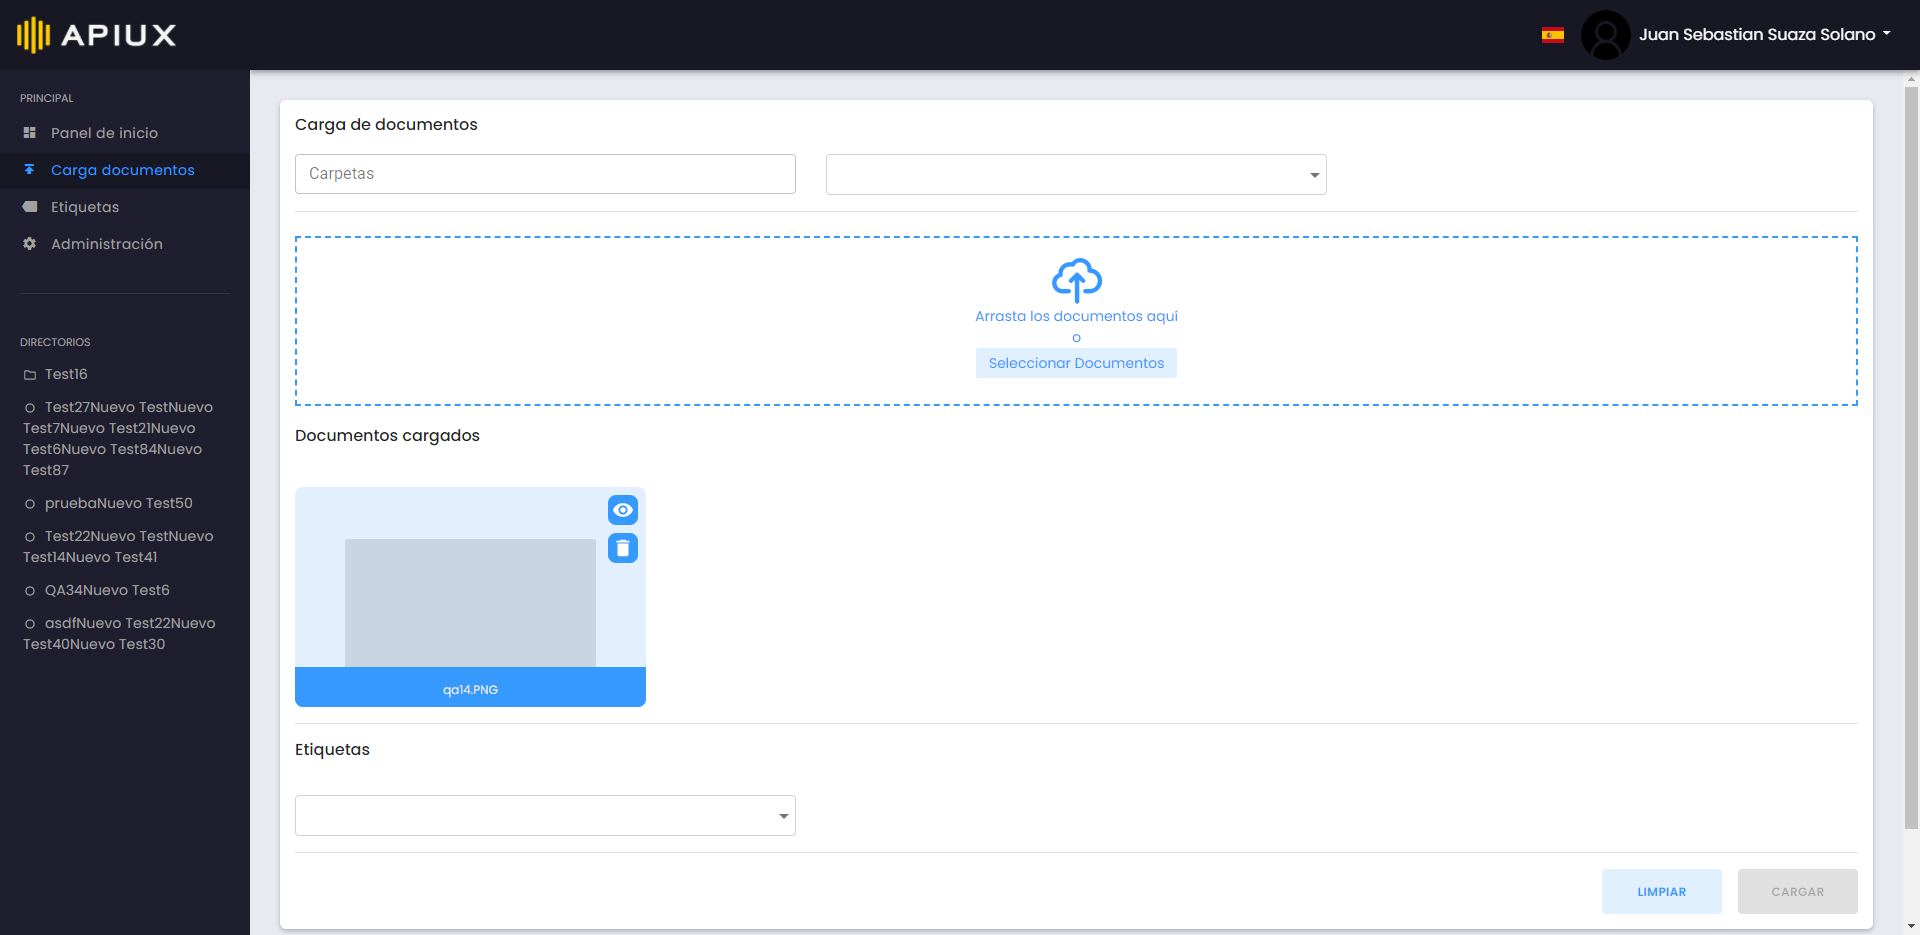 APIUX
Juan Sebastian Suaza Solano
PRINCIPAL
Panel de inicio
Carga documentos
Etiquetas
Administración
DIRECTORIOS
Test16
Test27Nuevo TestNuevo
Test7Nuevo Test21Nuevo
Test6Nuevo Test84Nuevo
Test87
pruebaNuevo Test50
Test22Nuevo TestNuevo
Test14Nuevo Test41
QA34Nuevo Test6
asdfNuevo Test22Nuevo
Test40Nuevo Test30
Carga de documentos
Carpetas
Arrasta los documentos aquí
o
Seleccionar Documentos
Documentos cargados
qa14.PNG
Etiquetas
LIMPIAR
CARGAR